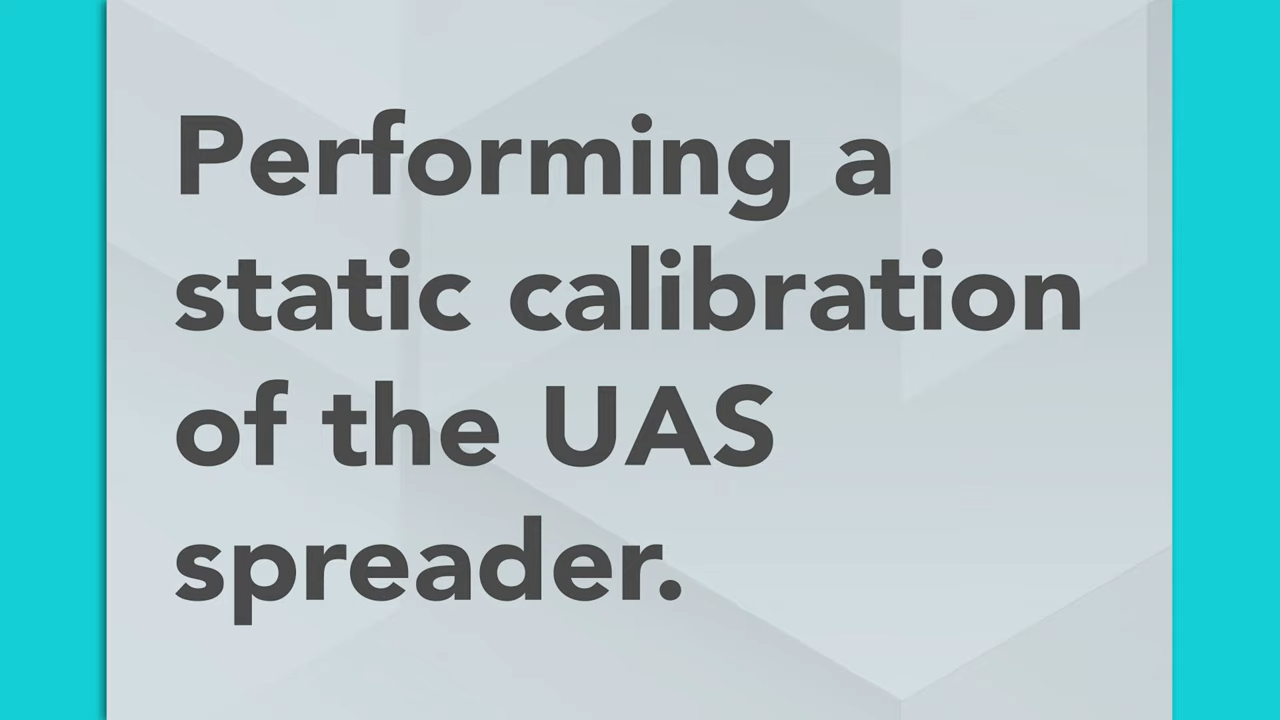 Performing a
static calibration
of the UAS
spreader.